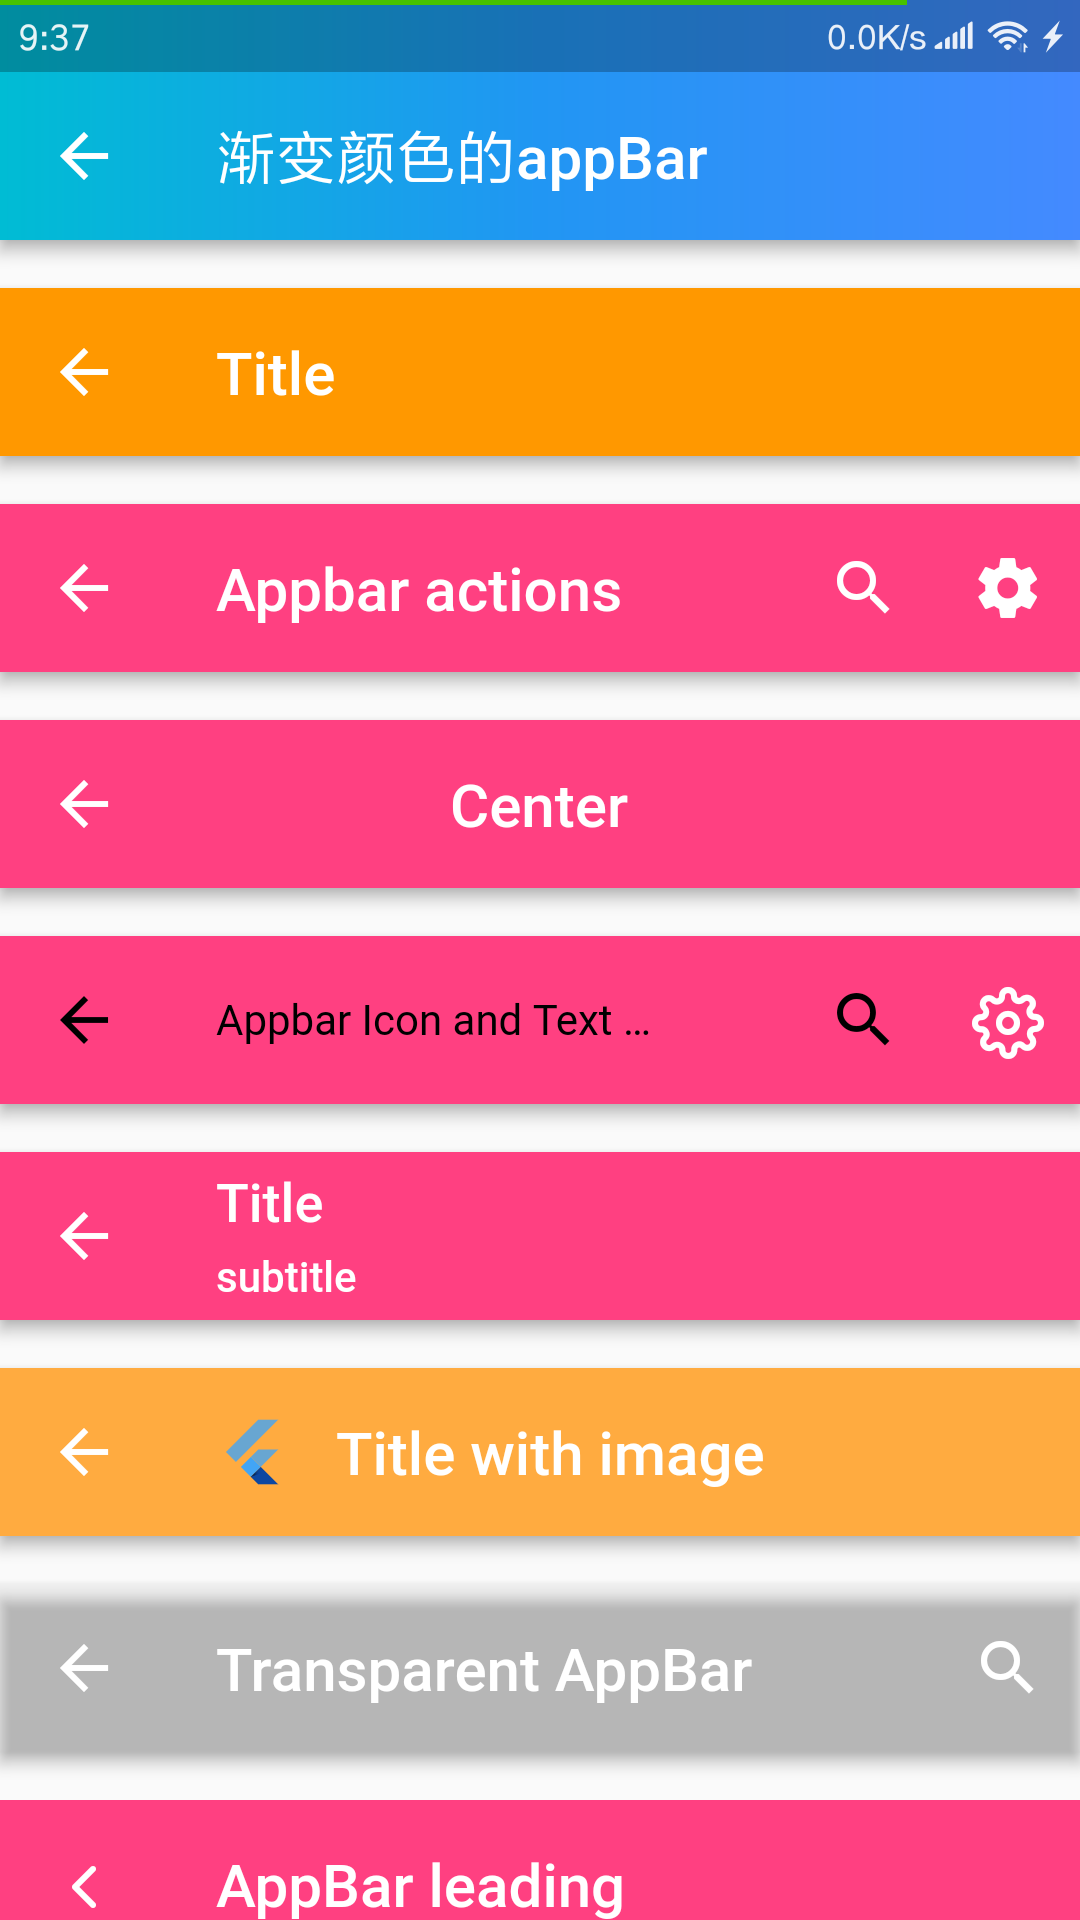 9:37 0.0K/s
渐变颜色的appBar
Title
Appbar actions
Center
Appbar Icon and Text ...
Title
subtitle
Title with image
Transparent AppBar
AppBar leading